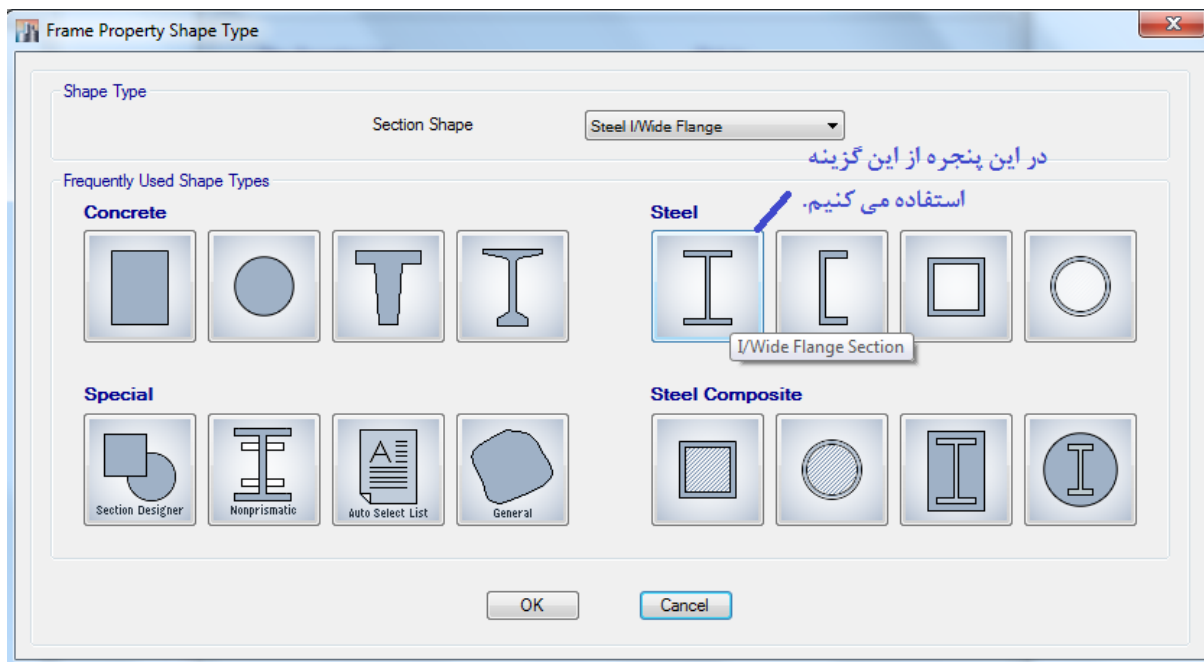 Frame Property Shape Type
Shape Type
Section Shape
Steel I/Wide Flange
در این پنجره از این گزینه
استفاده می کنیم.
Frequently Used Shape Types
Concrete
Steel
I/Wide Flange Section
Special
Steel Composite
Section Designer
Nonprismatic
Auto Select List
General
OK
Cancel